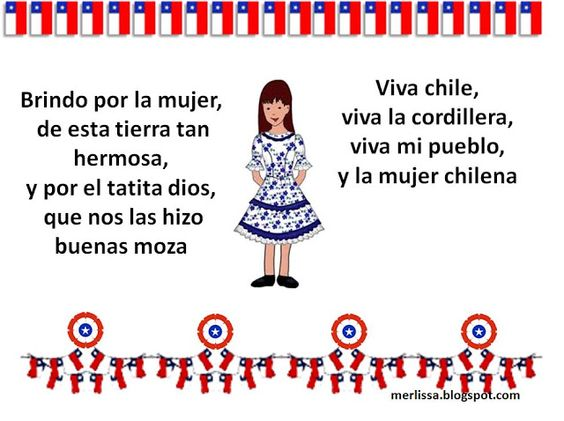 Brindo por la mujer,
de esta tierra tan
hermosa,
y por el tatita dios,
que nos las hizo
buenas moza
Viva chile,
viva la cordillera,
viva mi pueblo,
y la mujer chilena
merlissa.blogspot.com